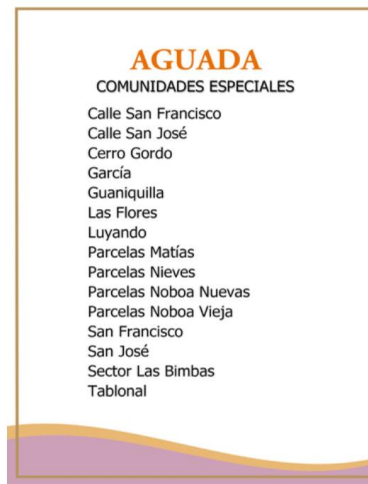 AGUADA
COMUNIDADES ESPECIALES
Calle San Francisco
Calle San José
Cerro Gordo
García
Guaniquilla
Las Flores
Luyando
Parcelas Matías
Parcelas Nieves
Parcelas Noboa Nuevas
Parcelas Noboa Vieja
San Francisco
San José
Sector Las Bimbas
Tablonal